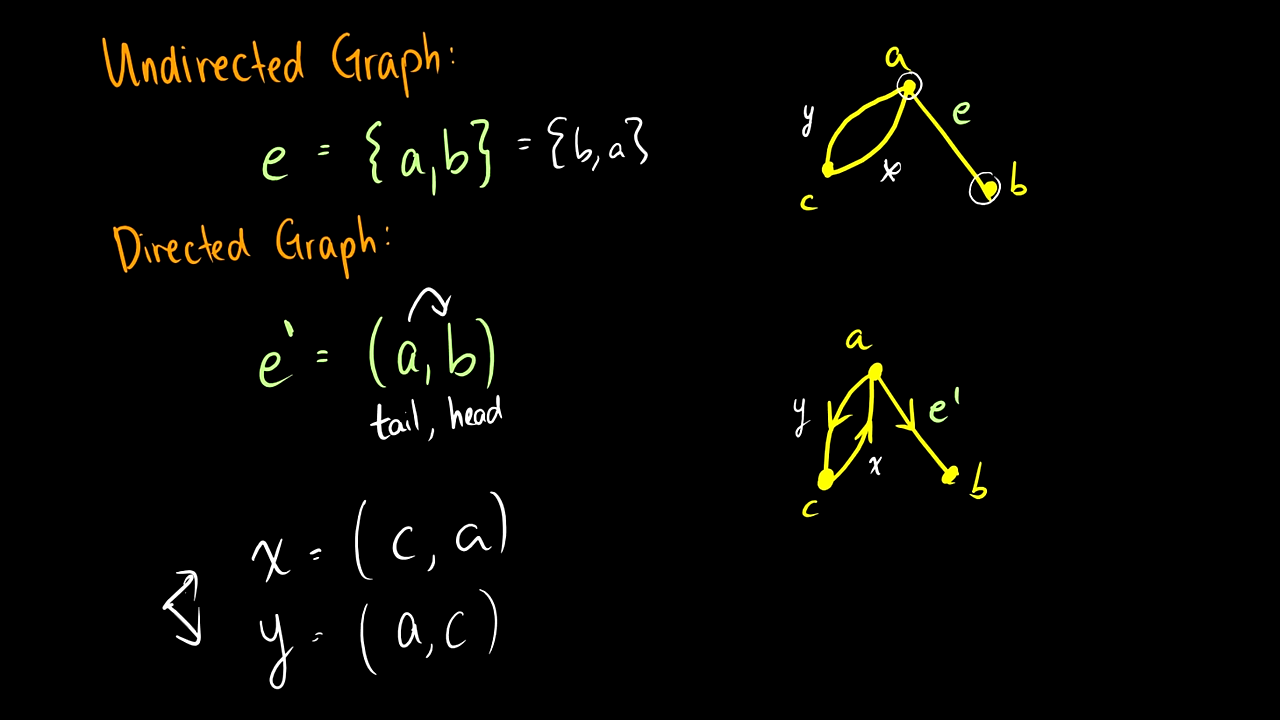 Undirected Graph:
e = {a,b} = {b,a}
Directed Graph:
e' = (a,b)
tail, head
x = (c,a)
y = (a,c)
a
y
e
x
b
c
a
y
e'
x
b
c